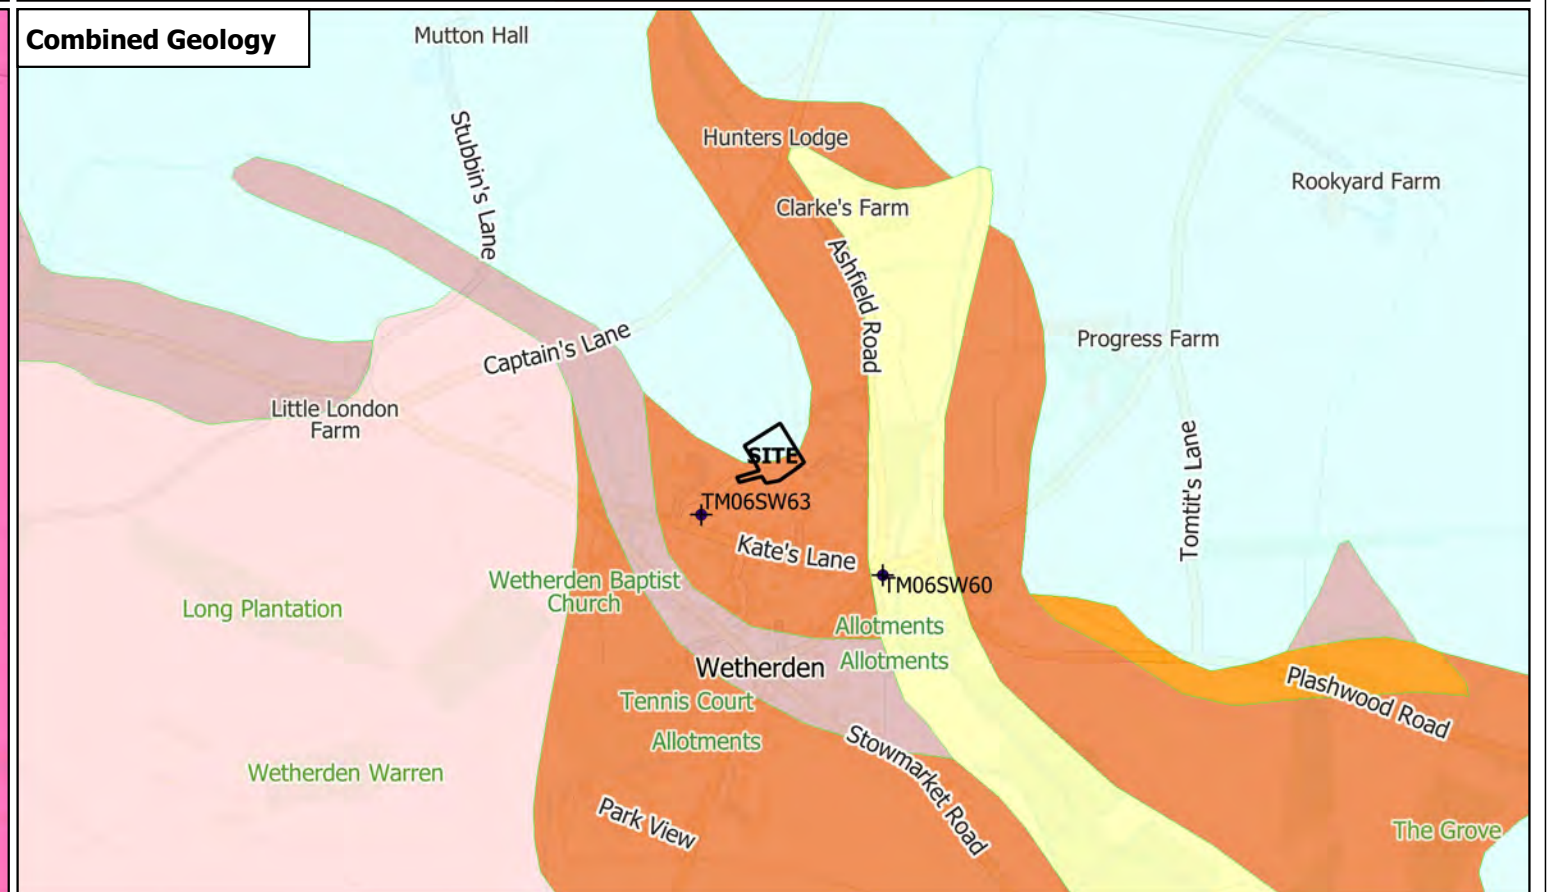 Combined Geology
Mutton Hall
Stubbin's Lane
Hunters Lodge
Rookyard Farm
Clarke's Farm
Ashfield Road
Captain's Lane
Progress Farm
Little London
Farm
SITE
Tomtit's Lane
TM06SW63
Kate's Lane
TM06SW60
Wetherden Baptist
Church
Long Plantation
Allotments
Wetherden
Allotments
Tennis Court
Plashwood Road
Allotments
Stowmarket Road
Wetherden Warren
Park View
The Grove